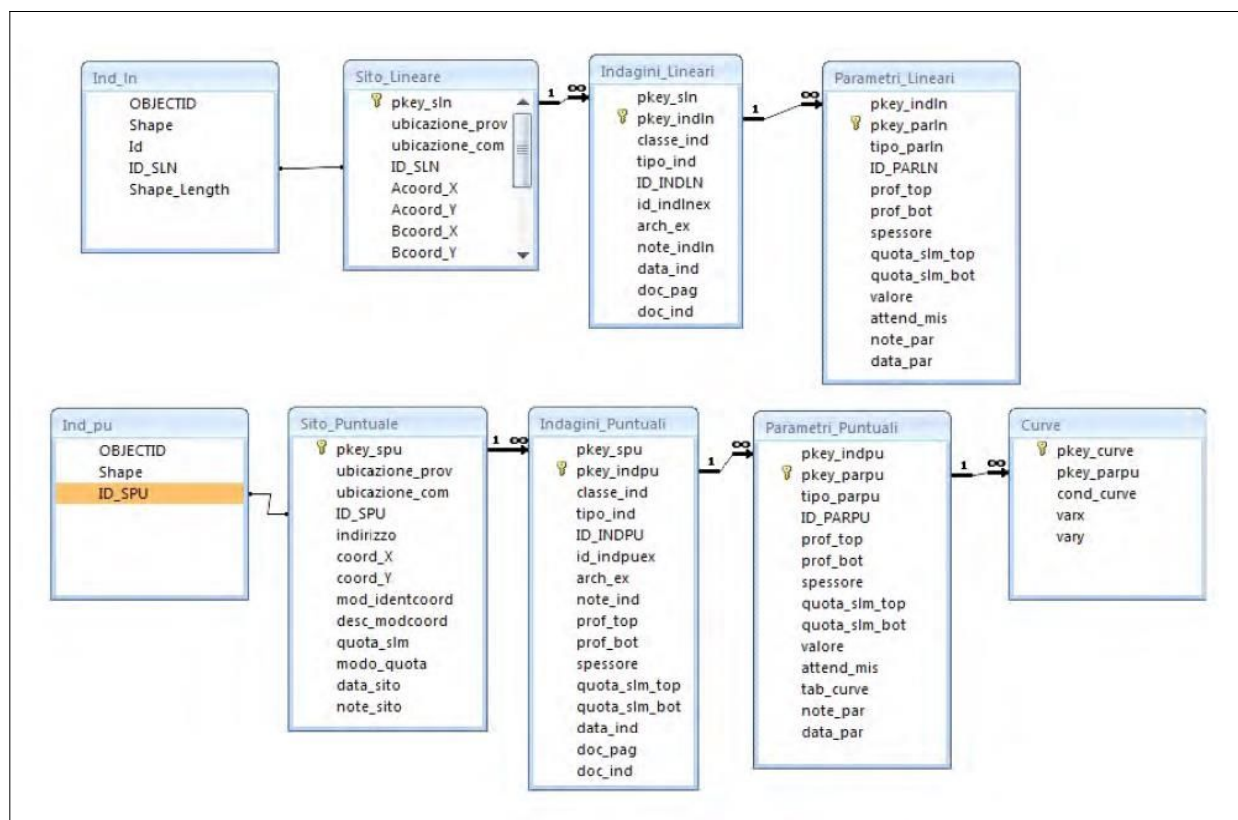 Ind_ln
OBJECTID
Shape
Id
ID_SLN
Shape_Length
Sito_Lineare
pkey_sln
ubicazione_prov
ubicazione_com
ID_SLN
Acoord_X
Acoord_Y
Bcoord_X
Bcoord_Y
1 ∞
Indagini_Lineari
pkey_sln
pkey_indln
classe_ind
tipo_ind
ID_INDLN
id_indlnex
arch_ex
note_indln
data_ind
doc_pag
doc_ind
1 ∞
Parametri_Lineari
pkey_indln
pkey_parln
tipo_parln
ID_PARLN
prof_top
prof_bot
spessore
quota_slm_top
quota_slm_bot
valore
attend_mis
note_par
data_par
Ind_pu
OBJECTID
Shape
ID_SPU
Sito_Puntuale
pkey_spu
ubicazione_prov
ubicazione_com
ID_SPU
indirizzo
coord_X
coord_Y
mod_identcoord
desc_modcoord
quota_slm
modo_quota
data_sito
note_sito
1 ∞
Indagini_Puntuali
pkey_spu
pkey_indpu
classe_ind
tipo_ind
ID_INDPU
id_indpuex
arch_ex
note_ind
prof_top
prof_bot
spessore
quota_slm_top
quota_slm_bot
data_ind
doc_pag
doc_ind
1 ∞
Parametri_Puntuali
pkey_indpu
pkey_parpu
tipo_parpu
ID_PARPU
prof_top
prof_bot
spessore
quota_slm_top
quota_slm_bot
valore
attend_mis
tab_curve
note_par
data_par
1 ∞
Curve
pkey_curve
pkey_parpu
cond_curve
varx
vary